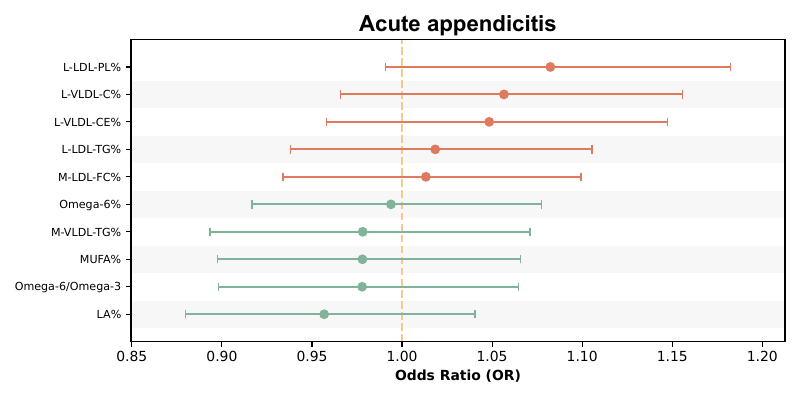 Acute appendicitis
L-LDL-PL%
L-VLDL-C%
L-VLDL-CE%
L-LDL-TG%
M-LDL-FC%
Omega-6%
M-VLDL-TG%
MUFA%
Omega-6/Omega-3
LA%
0.85 0.90 0.95 1.00 1.05 1.10 1.15 1.20
Odds Ratio (OR)